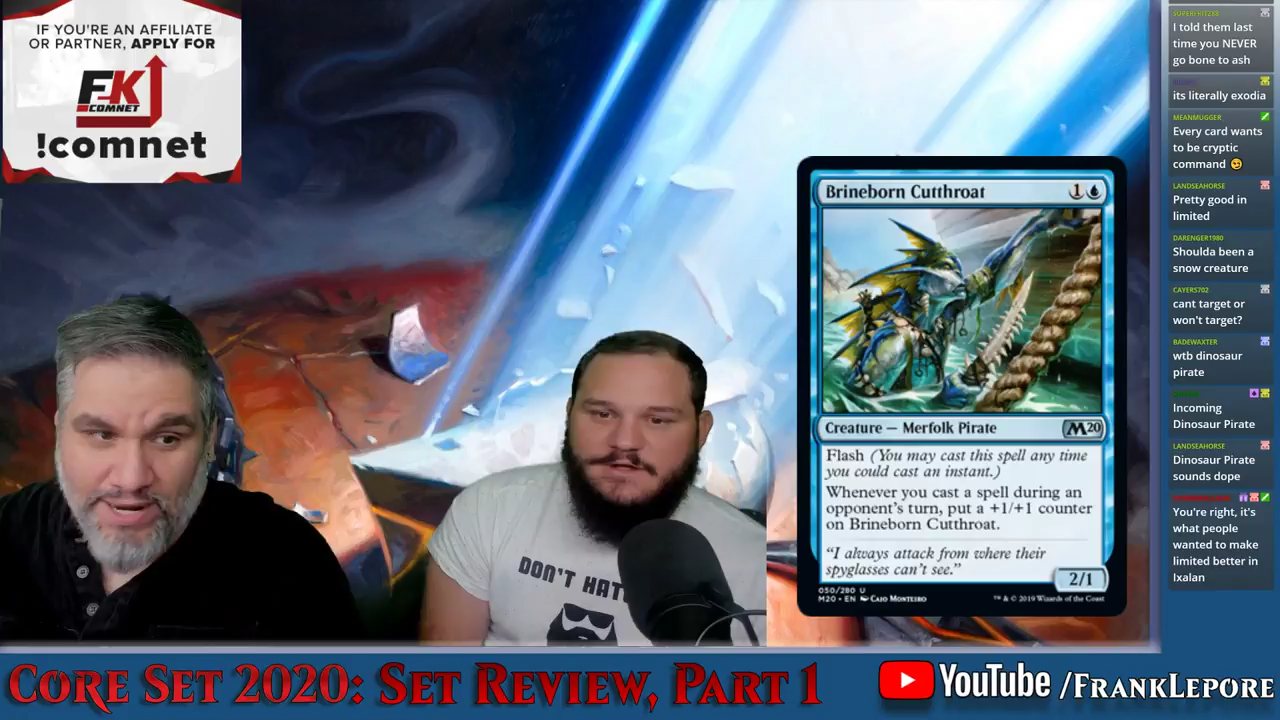 IF YOU'RE AN AFFILIATE
OR PARTNER, APPLY FOR
FK
COMNET
!comnet
Brineborn Cutthroat
1
Creature — Merfolk Pirate
M20
Flash (You may cast this spell any time
you could cast an instant.)
Whenever you cast a spell during an
opponent's turn, put a +1/+1 counter
on Brineborn Cutthroat.
"I always attack from where their
spyglasses can't see."
2/1
050/280 U
M20 • EN Caio Monteiro
™ & © 2019 Wizards of the Coast
DON'T HAT
SUPERFRITZXX
I told them last
time you NEVER
go bone to ash
its literally exodia
MEANMUGGER
Every card wants
to be cryptic
command 😏
LANDSEAHORSE
Pretty good in
limited
DARENGER1980
Shoulda been a
snow creature
CAYERS702
cant target or
won't target?
BADEWAXTER
wtb dinosaur
pirate
Incoming
Dinosaur Pirate
LANDSEAHORSE
Dinosaur Pirate
sounds dope
You're right, it's
what people
wanted to make
limited better in
Ixalan
Core Set 2020: Set Review, Part 1
YouTube /FrankLepore